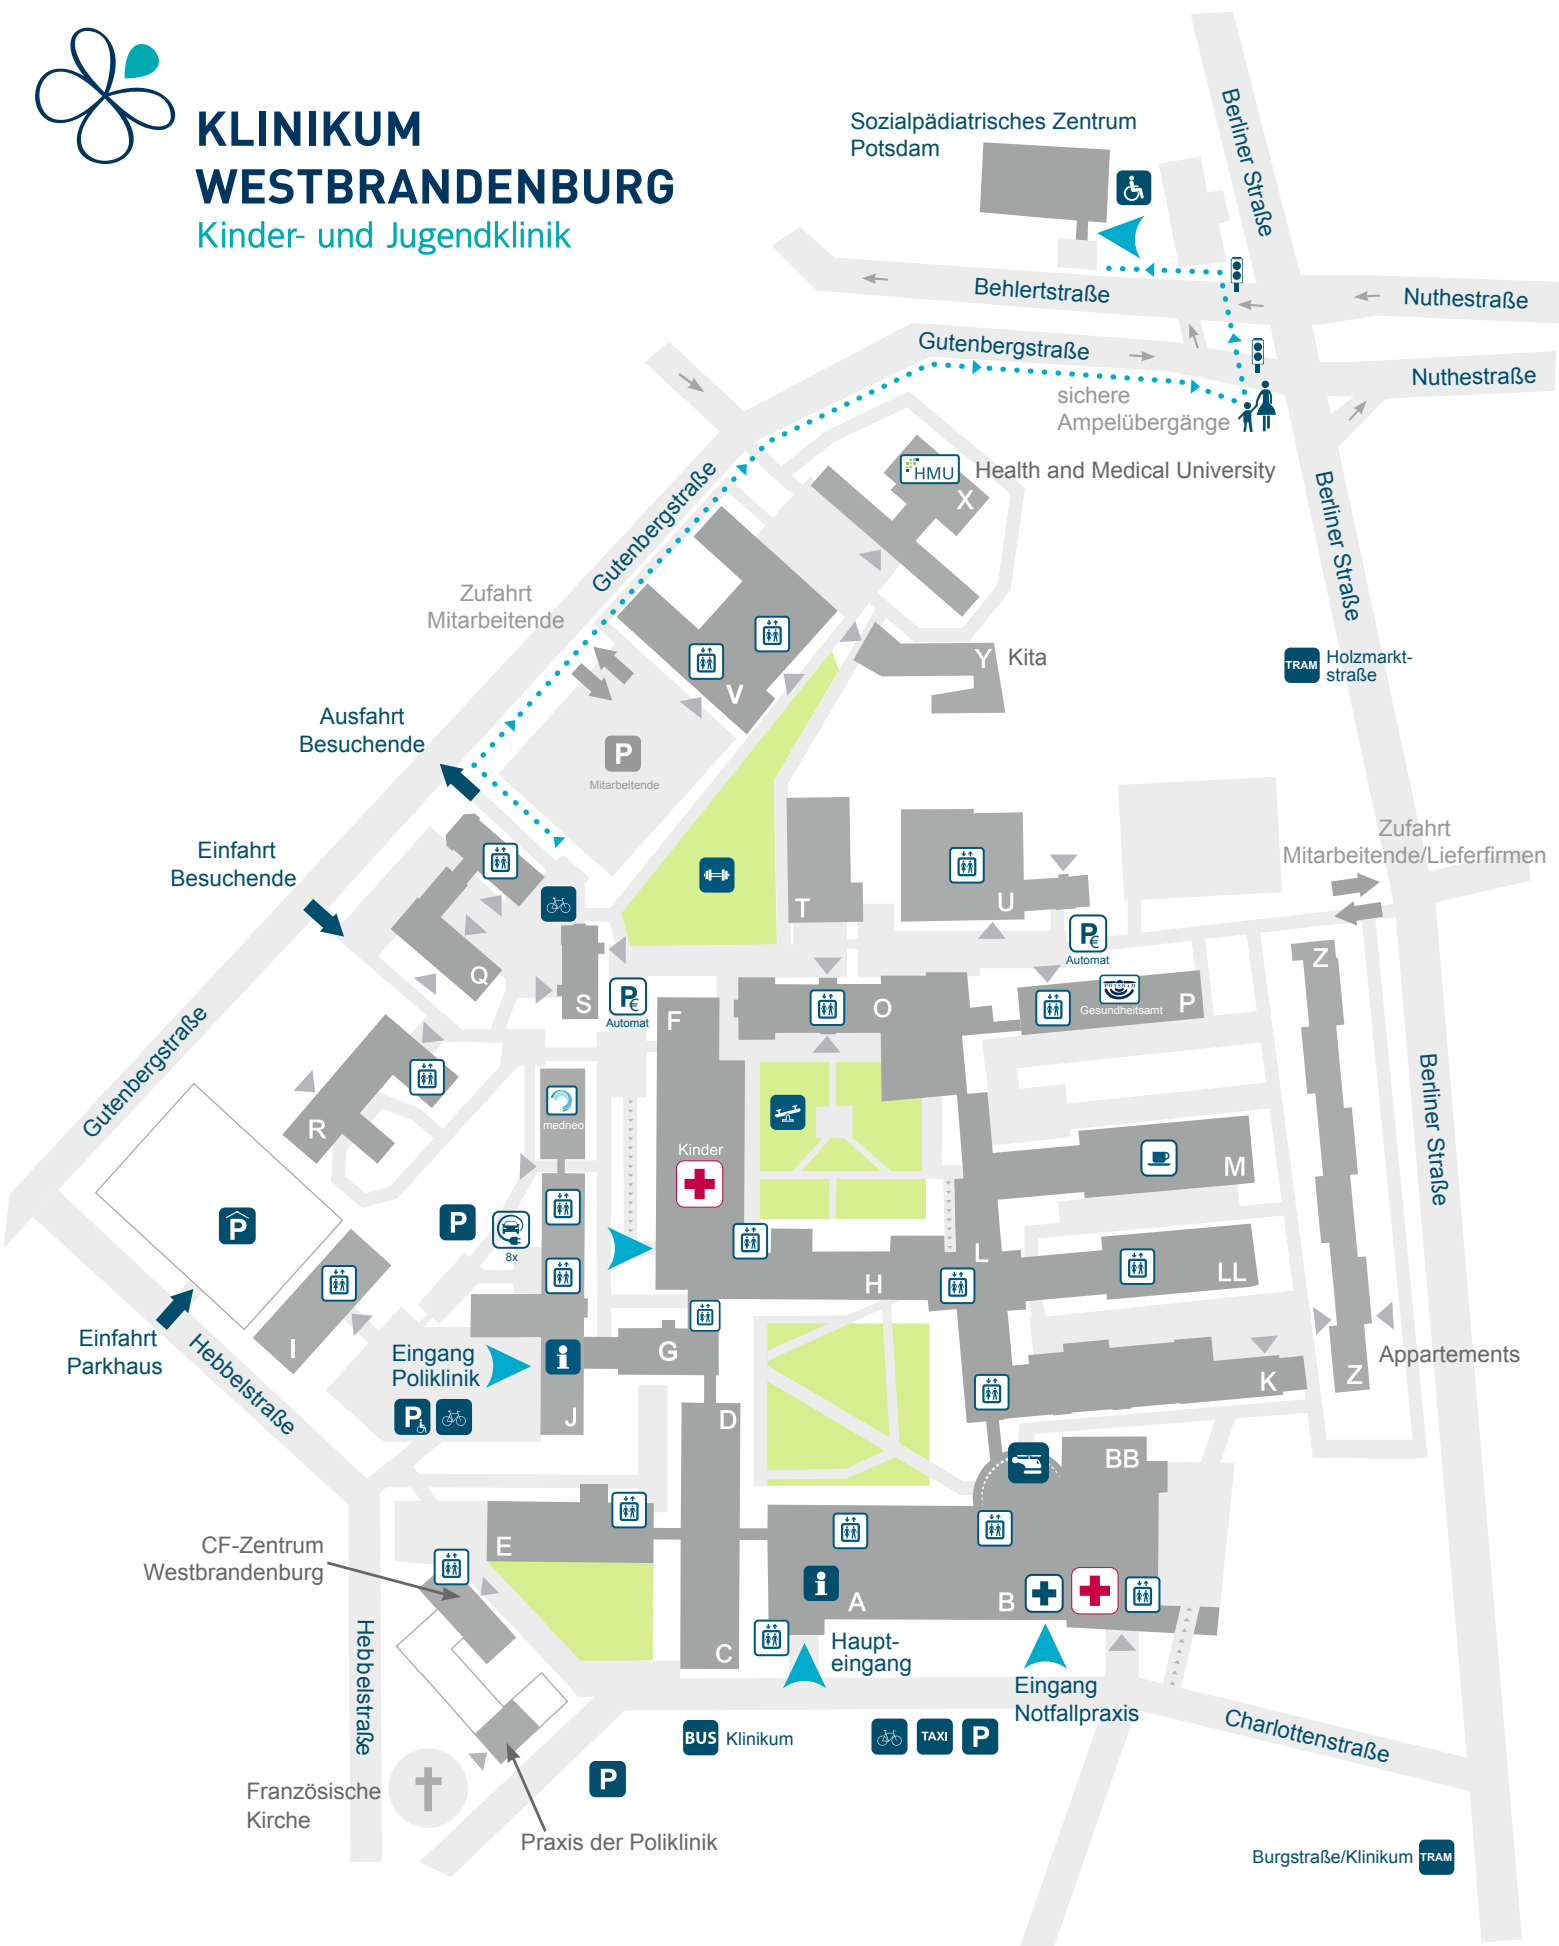 KLINIKUM
WESTBRANDENBURG
Kinder- und Jugendklinik
Sozialpädiatrisches Zentrum
Potsdam
Berliner Straße
Behlertstraße
Nuthestraße
Gutenbergstraße
Nuthestraße
sichere
Ampelübergänge
HMU
Health and Medical University
X
Gutenbergstraße
Berliner Straße
Zufahrt
Mitarbeitende
Y
Kita
TRAM
Holzmarkt-
straße
V
Ausfahrt
Besuchende
P
Mitarbeitende
Einfahrt
Besuchende
Zufahrt
Mitarbeitende/Lieferfirmen
T
U
P€
Automat
Q
S
P€
Automat
F
O
POTSDAM
Gesundheitsamt
P
Z
Gutenbergstraße
Berliner Straße
R
medneo
Kinder
M
P
P
8x
L
LL
H
I
Einfahrt
Parkhaus
Hebbelstraße
Eingang
Poliklinik
i
G
Appartements
K
Z
P
J
D
BB
E
CF-Zentrum
Westbrandenburg
i
A
B
C
Haupt-
eingang
Eingang
Notfallpraxis
Hebbelstraße
BUS
Klinikum
TAXI
P
Charlottenstraße
P
Französische
Kirche
Praxis der Poliklinik
Burgstraße/Klinikum
TRAM